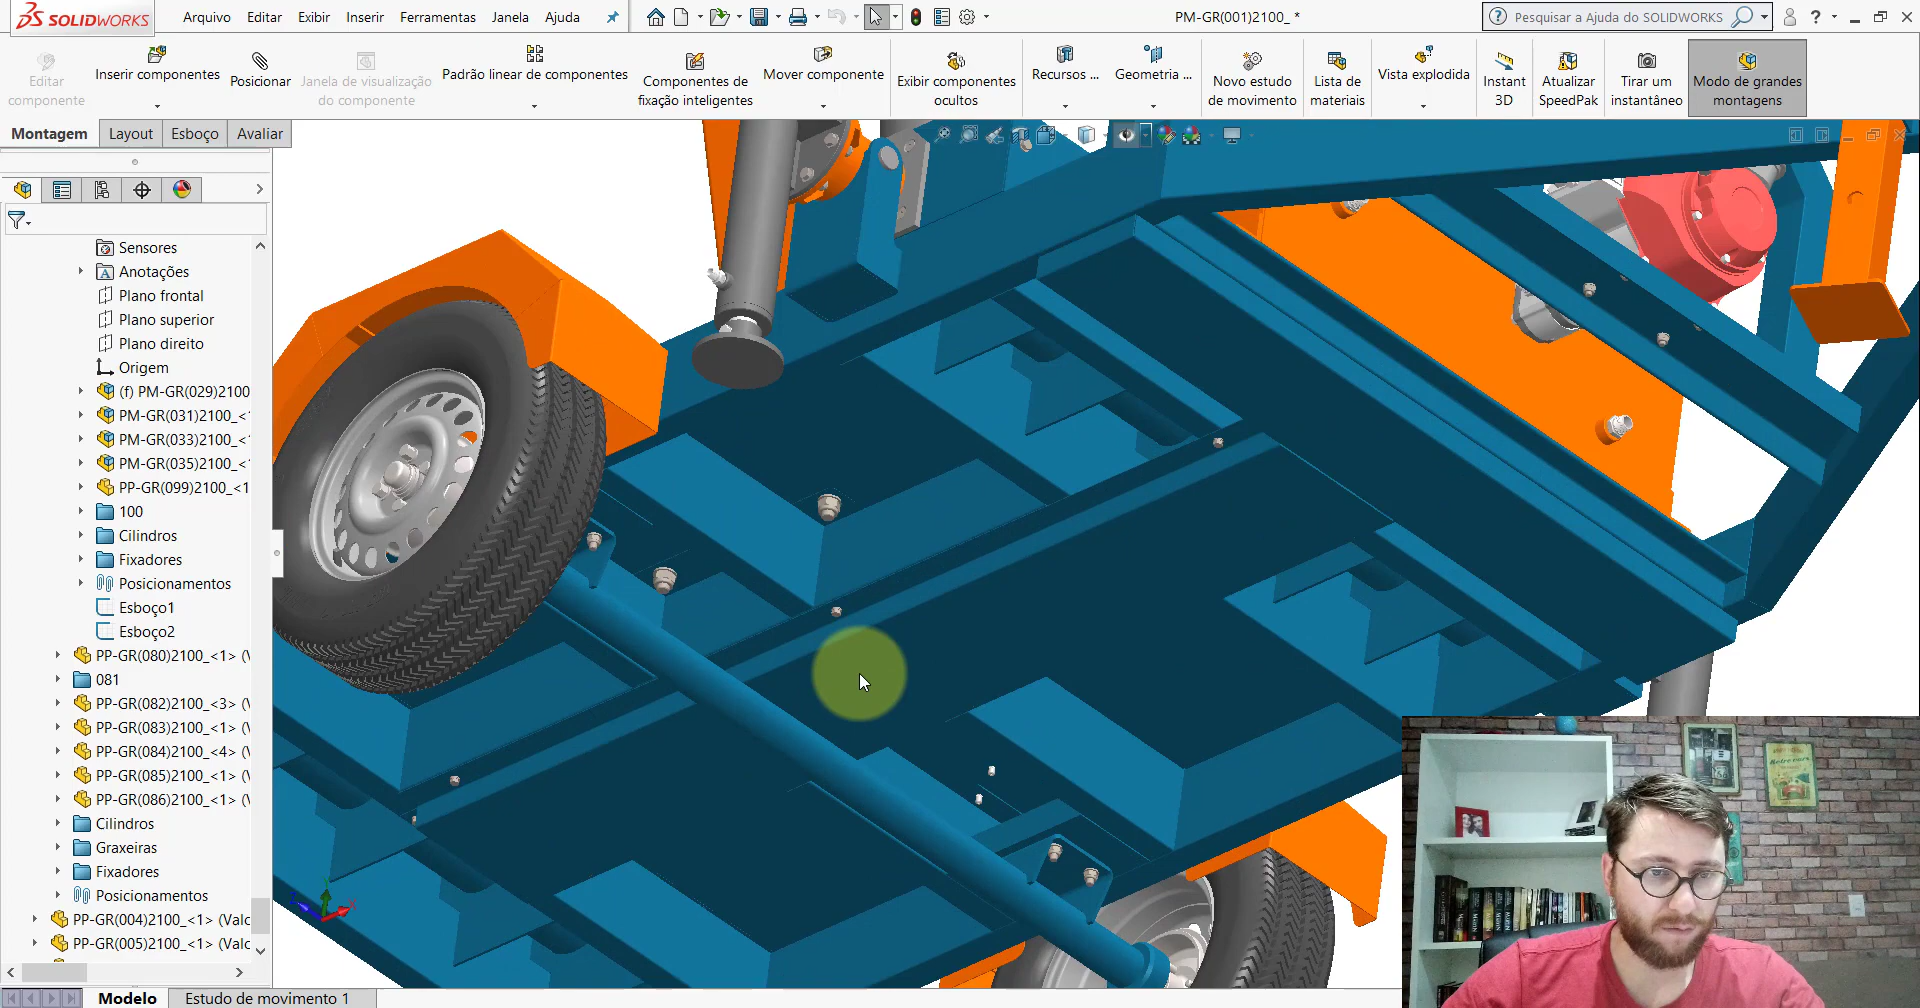 SOLIDWORKS
Arquivo Editar Exibir Inserir Ferramentas Janela Ajuda
PM-GR(001)2100_ *
Pesquisar a Ajuda do SOLIDWORKS
Editar componente
Inserir componentes
Posicionar
Janela de visualização do componente
Padrão linear de componentes
Componentes de fixação inteligentes
Mover componente
Exibir componentes ocultos
Recursos ...
Geometria ...
Novo estudo de movimento
Lista de materiais
Vista explodida
Instant 3D
Atualizar SpeedPak
Tirar um instantâneo
Modo de grandes montagens
Montagem Layout Esboço Avaliar
Sensores
Anotações
Plano frontal
Plano superior
Plano direito
Origem
(f) PM-GR(029)2100
PM-GR(031)2100_<
PM-GR(033)2100_<
PM-GR(035)2100_<
PP-GR(099)2100_<1
100
Cilindros
Fixadores
Posicionamentos
Esboço1
Esboço2
PP-GR(080)2100_<1> (V
081
PP-GR(082)2100_<3> (V
PP-GR(083)2100_<1> (V
PP-GR(084)2100_<4> (V
PP-GR(085)2100_<1> (V
PP-GR(086)2100_<1> (V
Cilindros
Graxeiras
Fixadores
Posicionamentos
PP-GR(004)2100_<1> (Valc
PP-GR(005)2100_<1> (Valc
Modelo Estudo de movimento 1